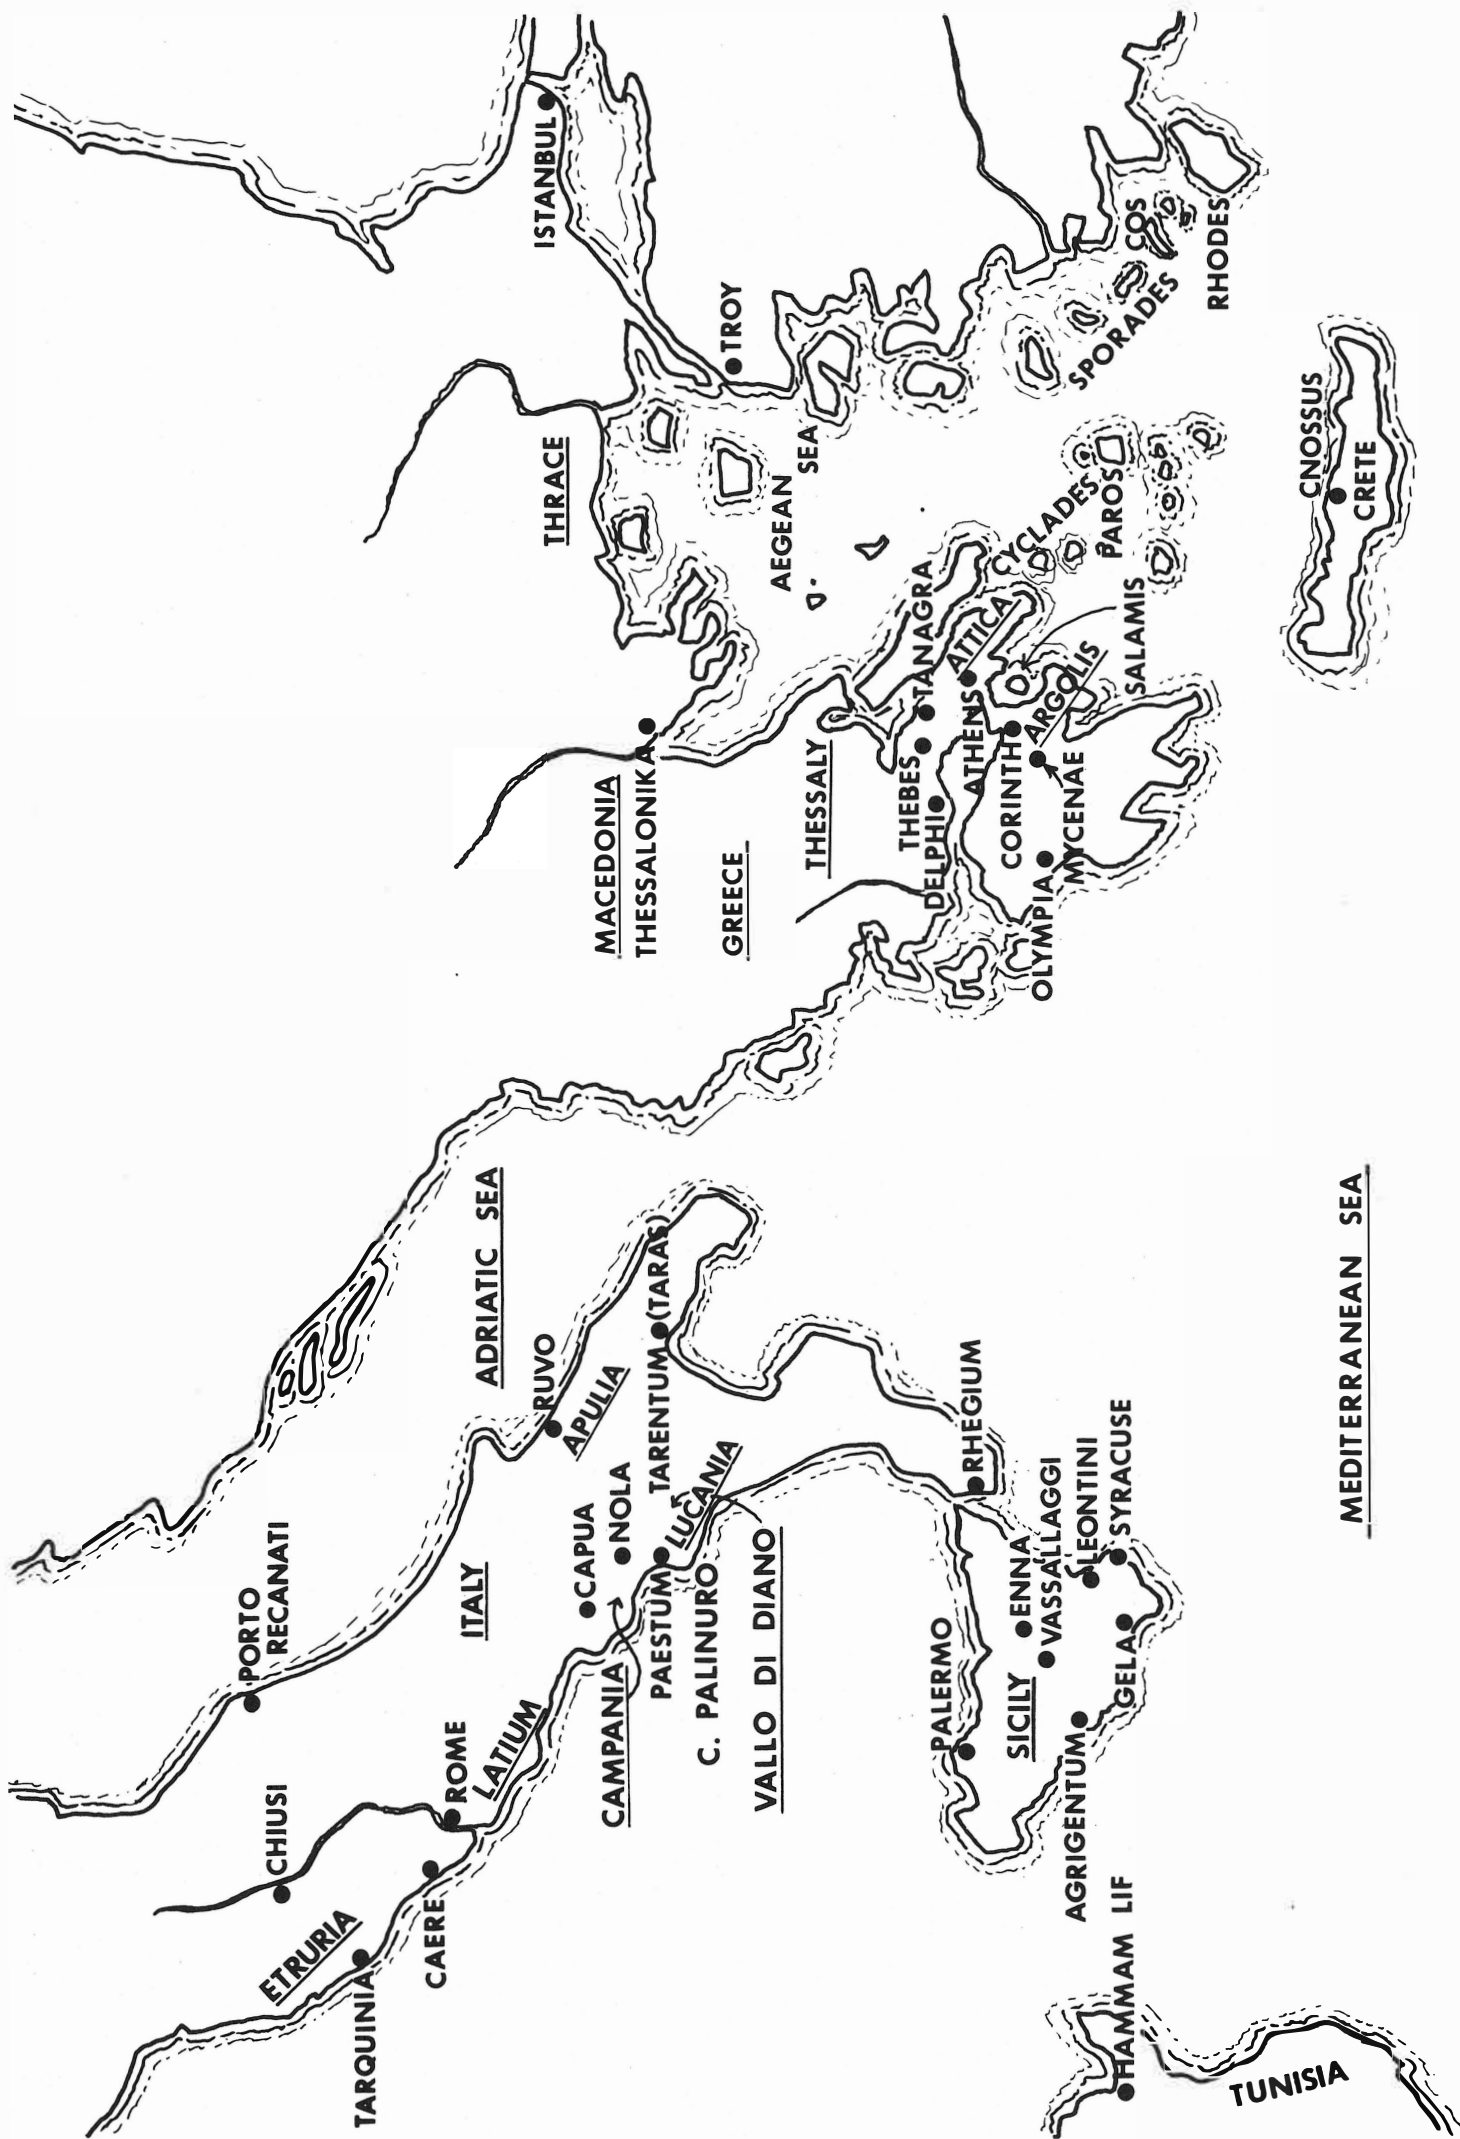 CHIUSI
PORTO
RECANATI
ETRURIA
TARQUINIA
CAERE
ROME
LATIUM
ITALY
ADRIATIC SEA
RUVO
APULIA
CAPUA
NOLA
CAMPANIA
TARENTUM (TARAS)
PAESTUM
LUCANIA
C. PALINURO
VALLO DI DIANO
PALERMO
RHEGIUM
SICILY
ENNA
VASSALLAGGI
LEONTINI
SYRACUSE
GELA
AGRIGENTUM
HAMMAM LIF
TUNISIA
MEDITERRANEAN SEA
MACEDONIA
THESSALONIKA
GREECE
THESSALY
THEBES
DELPHI
TANAGRA
ATHENS
ATTICA
CORINTH
ARGOLIS
OLYMPIA
MYCENAE
SALAMIS
CYCLADES
PAROS
THRACE
AEGEAN
SEA
ISTANBUL
TROY
SPORADES
COS
RHODES
CNOSSUS
CRETE